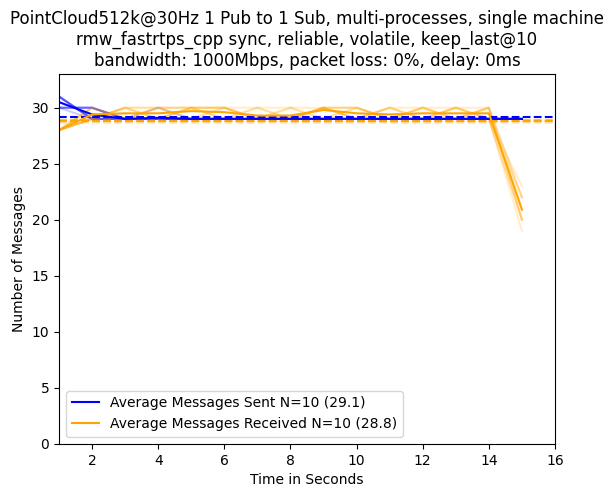 PointCloud512k@30Hz 1 Pub to 1 Sub, multi-processes, single machine
rmw_fastrtps_cpp sync, reliable, volatile, keep_last@10
bandwidth: 1000Mbps, packet loss: 0%, delay: 0ms
Number of Messages
30
25
20
15
10
5
0
Average Messages Sent N=10 (29.1)
Average Messages Received N=10 (28.8)
2 4 6 8 10 12 14 16
Time in Seconds